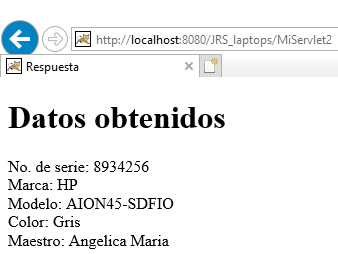 http://localhost:8080/JRS_laptops/MiServlet2
Respuesta
Datos obtenidos
No. de serie: 8934256
Marca: HP
Modelo: AION45-SDFIO
Color: Gris
Maestro: Angelica Maria